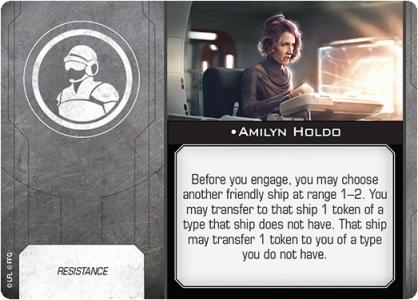 •Amilyn Holdo
Before you engage, you may choose
another friendly ship at range 1–2. You
may transfer to that ship 1 token of a
type that ship does not have. That ship
may transfer 1 token to you of a type
you do not have.
RESISTANCE
© LFL © FFG